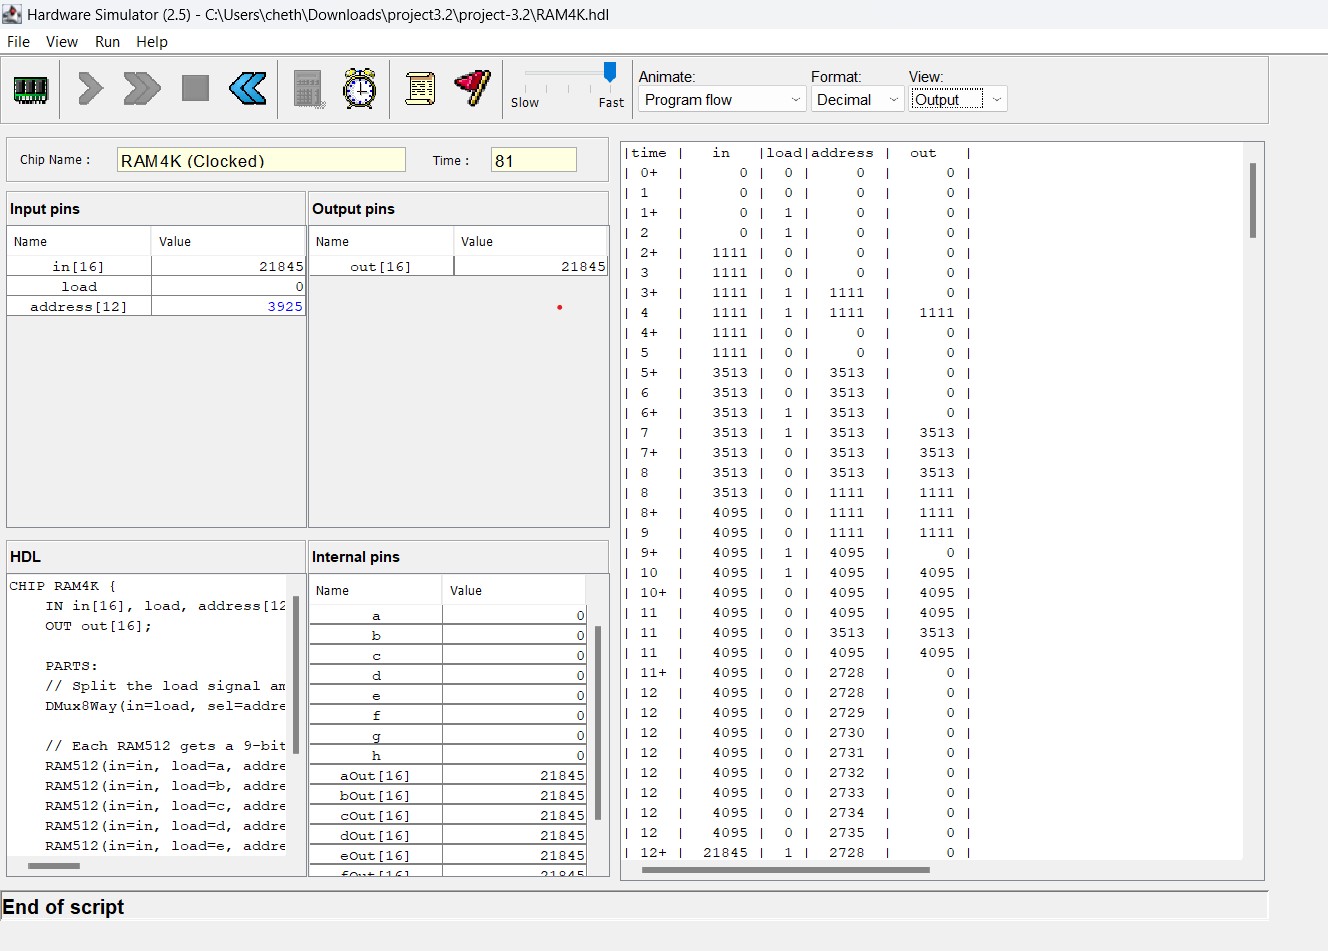 Hardware Simulator (2.5) - C:\Users\cheth\Downloads\project3.2\project-3.2\RAM4K.hdl
File View Run Help
Slow Fast
Animate: Format: View:
Program flow Decimal Output
Chip Name : RAM4K (Clocked) Time : 81
Input pins
Name Value
in[16] 21845
load 0
address[12] 3925
Output pins
Name Value
out[16] 21845
HDL
CHIP RAM4K {
IN in[16], load, address[12
OUT out[16];
PARTS:
// Split the load signal am
DMux8Way(in=load, sel=addre
// Each RAM512 gets a 9-bit
RAM512(in=in, load=a, addre
RAM512(in=in, load=b, addre
RAM512(in=in, load=c, addre
RAM512(in=in, load=d, addre
RAM512(in=in, load=e, addre
Internal pins
Name Value
a 0
b 0
c 0
d 0
e 0
f 0
g 0
h 0
aOut[16] 21845
bOut[16] 21845
cOut[16] 21845
dOut[16] 21845
eOut[16] 21845
fOut[16] 21845
|time | in |load|address | out |
| 0+ | 0 | 0 | 0 | 0 |
| 1 | 0 | 0 | 0 | 0 |
| 1+ | 0 | 1 | 0 | 0 |
| 2 | 0 | 1 | 0 | 0 |
| 2+ | 1111 | 0 | 0 | 0 |
| 3 | 1111 | 0 | 0 | 0 |
| 3+ | 1111 | 1 | 1111 | 0 |
| 4 | 1111 | 1 | 1111 | 1111 |
| 4+ | 1111 | 0 | 0 | 0 |
| 5 | 1111 | 0 | 0 | 0 |
| 5+ | 3513 | 0 | 3513 | 0 |
| 6 | 3513 | 0 | 3513 | 0 |
| 6+ | 3513 | 1 | 3513 | 0 |
| 7 | 3513 | 1 | 3513 | 3513 |
| 7+ | 3513 | 0 | 3513 | 3513 |
| 8 | 3513 | 0 | 3513 | 3513 |
| 8 | 3513 | 0 | 1111 | 1111 |
| 8+ | 4095 | 0 | 1111 | 1111 |
| 9 | 4095 | 0 | 1111 | 1111 |
| 9+ | 4095 | 1 | 4095 | 0 |
| 10 | 4095 | 1 | 4095 | 4095 |
| 10+ | 4095 | 0 | 4095 | 4095 |
| 11 | 4095 | 0 | 4095 | 4095 |
| 11 | 4095 | 0 | 3513 | 3513 |
| 11 | 4095 | 0 | 4095 | 4095 |
| 11+ | 4095 | 0 | 2728 | 0 |
| 12 | 4095 | 0 | 2728 | 0 |
| 12 | 4095 | 0 | 2729 | 0 |
| 12 | 4095 | 0 | 2730 | 0 |
| 12 | 4095 | 0 | 2731 | 0 |
| 12 | 4095 | 0 | 2732 | 0 |
| 12 | 4095 | 0 | 2733 | 0 |
| 12 | 4095 | 0 | 2734 | 0 |
| 12 | 4095 | 0 | 2735 | 0 |
| 12+ | 21845 | 1 | 2728 | 0 |
End of script